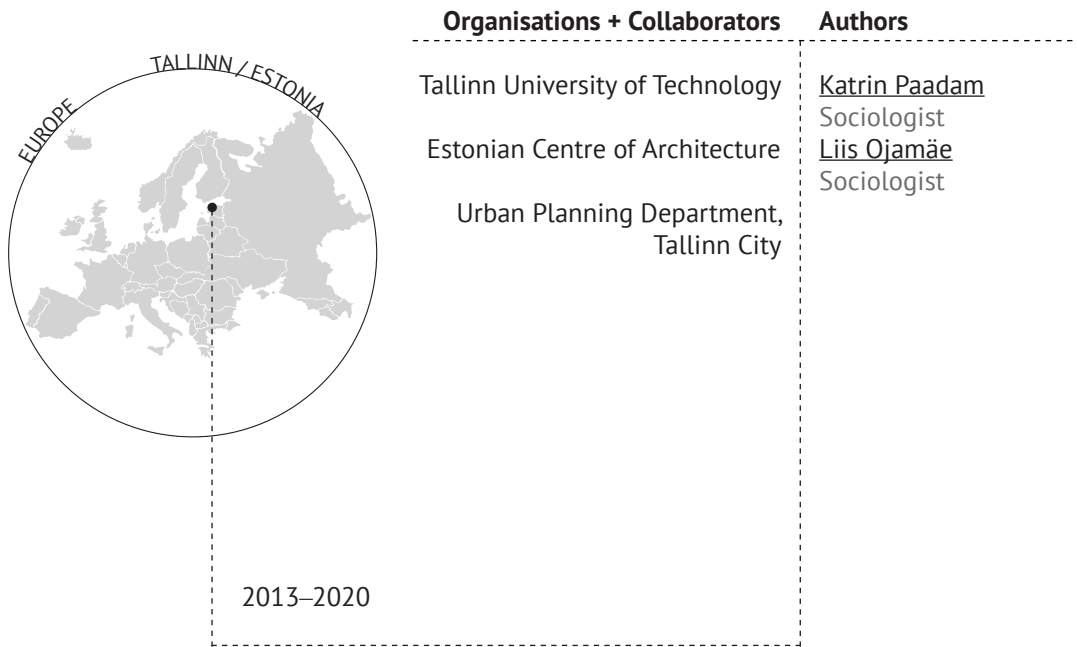 Organisations + Collaborators
Authors
TALLINN / ESTONIA
EUROPE
Tallinn University of Technology
Estonian Centre of Architecture
Urban Planning Department,
Tallinn City
Katrin Paadam
Sociologist
Liis Ojamäe
Sociologist
2013–2020